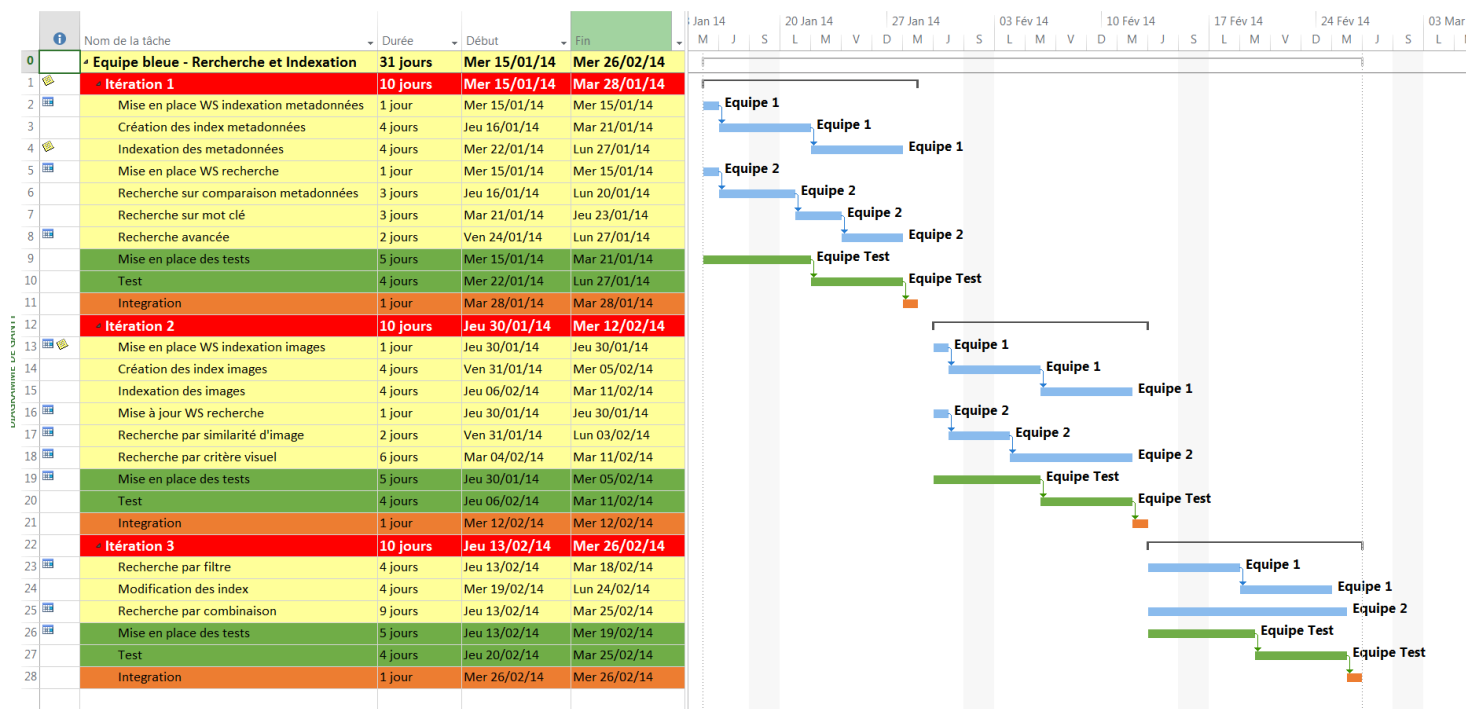 Jan 14 20 Jan 14 27 Jan 14 03 Fév 14 10 Fév 14 17 Fév 14 24 Fév 14 03 Mar
Nom de la tâche Durée Début Fin M J S L M V D M J S L M V D M J S L M V D M J S L
0 Equipe bleue - Rercherche et Indexation 31 jours Mer 15/01/14 Mer 26/02/14
1 Itération 1 10 jours Mer 15/01/14 Mar 28/01/14
2 Mise en place WS indexation metadonnées 1 jour Mer 15/01/14 Mer 15/01/14 Equipe 1
3 Création des index metadonnées 4 jours Jeu 16/01/14 Mar 21/01/14 Equipe 1
4 Indexation des metadonnées 4 jours Mer 22/01/14 Lun 27/01/14 Equipe 1
5 Mise en place WS recherche 1 jour Mer 15/01/14 Mer 15/01/14 Equipe 2
6 Recherche sur comparaison metadonnées 3 jours Jeu 16/01/14 Lun 20/01/14 Equipe 2
7 Recherche sur mot clé 3 jours Mar 21/01/14 Jeu 23/01/14 Equipe 2
8 Recherche avancée 2 jours Ven 24/01/14 Lun 27/01/14 Equipe 2
9 Mise en place des tests 5 jours Mer 15/01/14 Mar 21/01/14 Equipe Test
10 Test 4 jours Mer 22/01/14 Lun 27/01/14 Equipe Test
11 Integration 1 jour Mar 28/01/14 Mar 28/01/14
12 Itération 2 10 jours Jeu 30/01/14 Mer 12/02/14
13 Mise en place WS indexation images 1 jour Jeu 30/01/14 Jeu 30/01/14 Equipe 1
14 Création des index images 4 jours Ven 31/01/14 Mer 05/02/14 Equipe 1
15 Indexation des images 4 jours Jeu 06/02/14 Mar 11/02/14 Equipe 1
16 Mise à jour WS recherche 1 jour Jeu 30/01/14 Jeu 30/01/14 Equipe 2
17 Recherche par similarité d'image 2 jours Ven 31/01/14 Lun 03/02/14 Equipe 2
18 Recherche par critère visuel 6 jours Mar 04/02/14 Mar 11/02/14 Equipe 2
19 Mise en place des tests 5 jours Jeu 30/01/14 Mer 05/02/14 Equipe Test
20 Test 4 jours Jeu 06/02/14 Mar 11/02/14 Equipe Test
21 Integration 1 jour Mer 12/02/14 Mer 12/02/14
22 Itération 3 10 jours Jeu 13/02/14 Mer 26/02/14
23 Recherche par filtre 4 jours Jeu 13/02/14 Mar 18/02/14 Equipe 1
24 Modification des index 4 jours Mer 19/02/14 Lun 24/02/14 Equipe 1
25 Recherche par combinaison 9 jours Jeu 13/02/14 Mar 25/02/14 Equipe 2
26 Mise en place des tests 5 jours Jeu 13/02/14 Mer 19/02/14 Equipe Test
27 Test 4 jours Jeu 20/02/14 Mar 25/02/14 Equipe Test
28 Integration 1 jour Mer 26/02/14 Mer 26/02/14